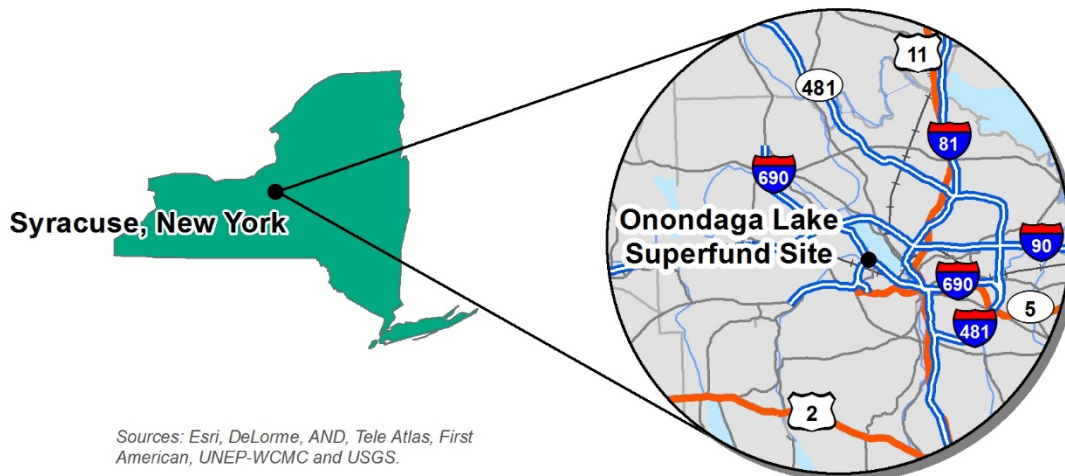 11
481
81
690
Syracuse, New York
Onondaga Lake
Superfund Site
90
690
5
481
2
Sources: Esri, DeLorme, AND, Tele Atlas, First
American, UNEP-WCMC and USGS.